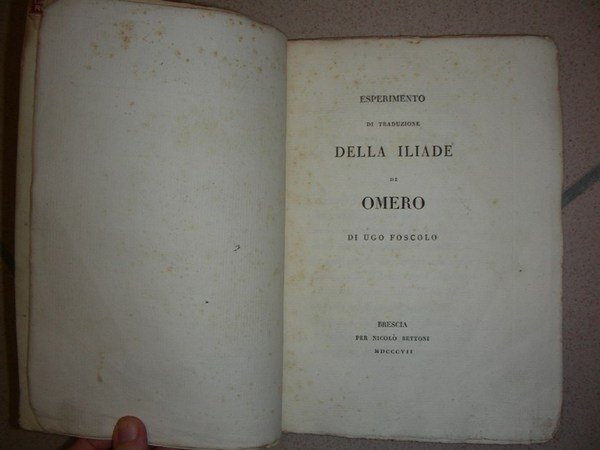 ESPERIMENTO
DI TRADUZIONE
DELLA ILIADE
DI
OMERO
DI UGO FOSCOLO
BRESCIA
PER NICOLÒ BETTONI
MDCCCVII